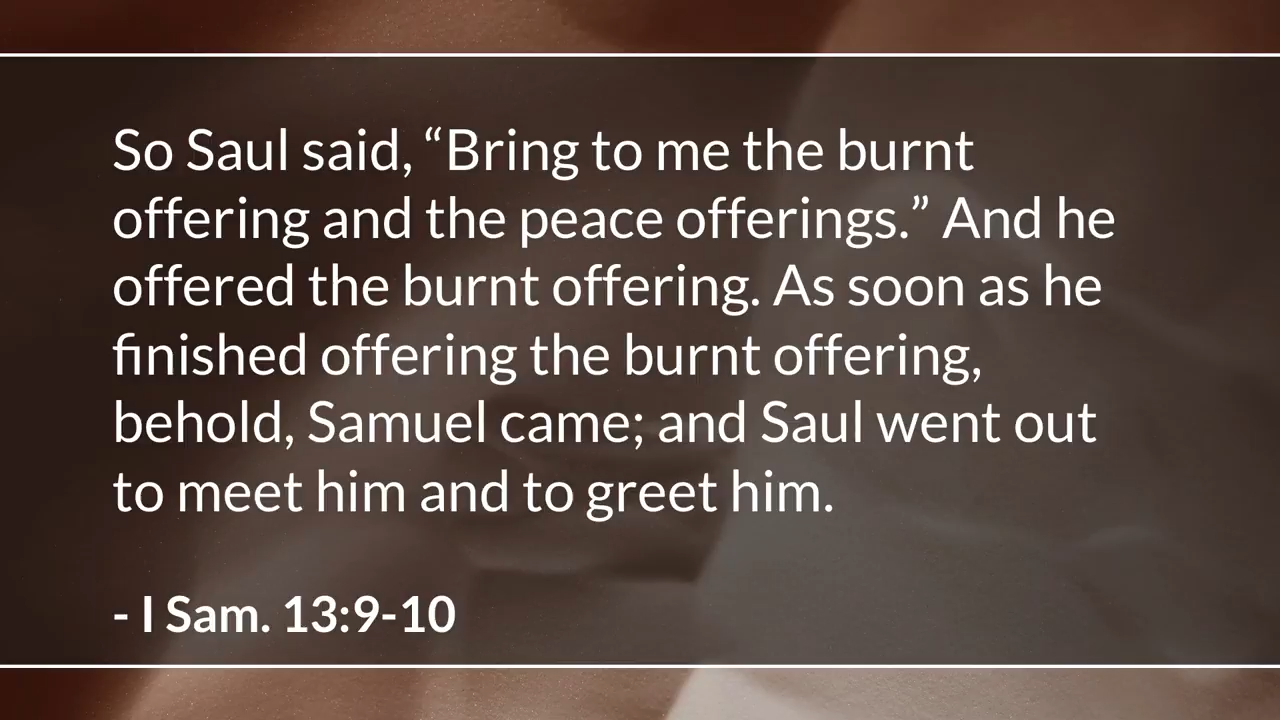 So Saul said, “Bring to me the burnt
offering and the peace offerings.” And he
offered the burnt offering. As soon as he
finished offering the burnt offering,
behold, Samuel came; and Saul went out
to meet him and to greet him.
- I Sam. 13:9-10